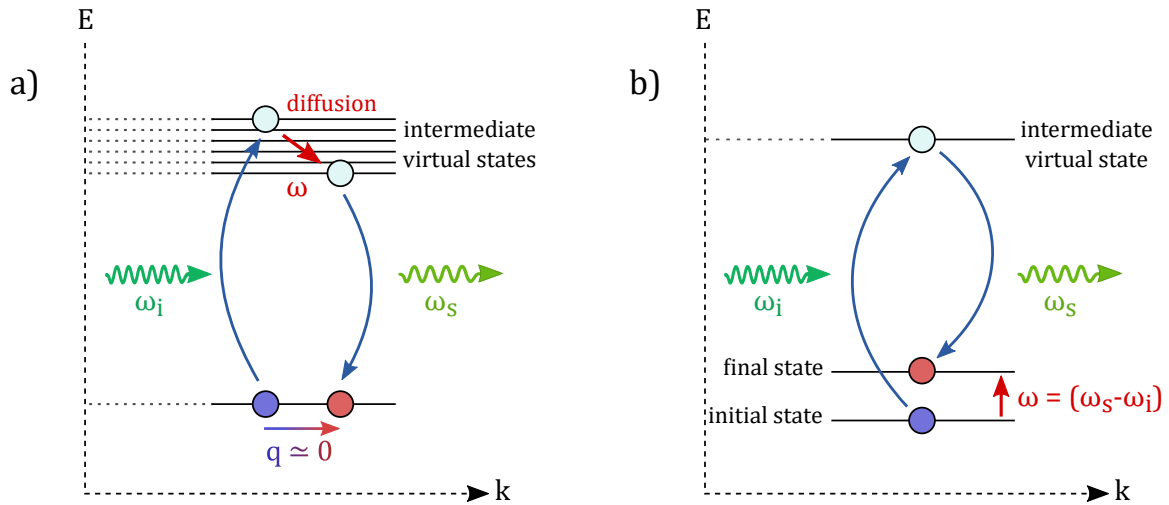 a)
E
diffusion
intermediate
virtual states
ω
ωi
ωs
q ≃ 0
k
b)
E
intermediate
virtual state
ωi
ωs
final state
initial state
ω = (ωs-ωi)
k